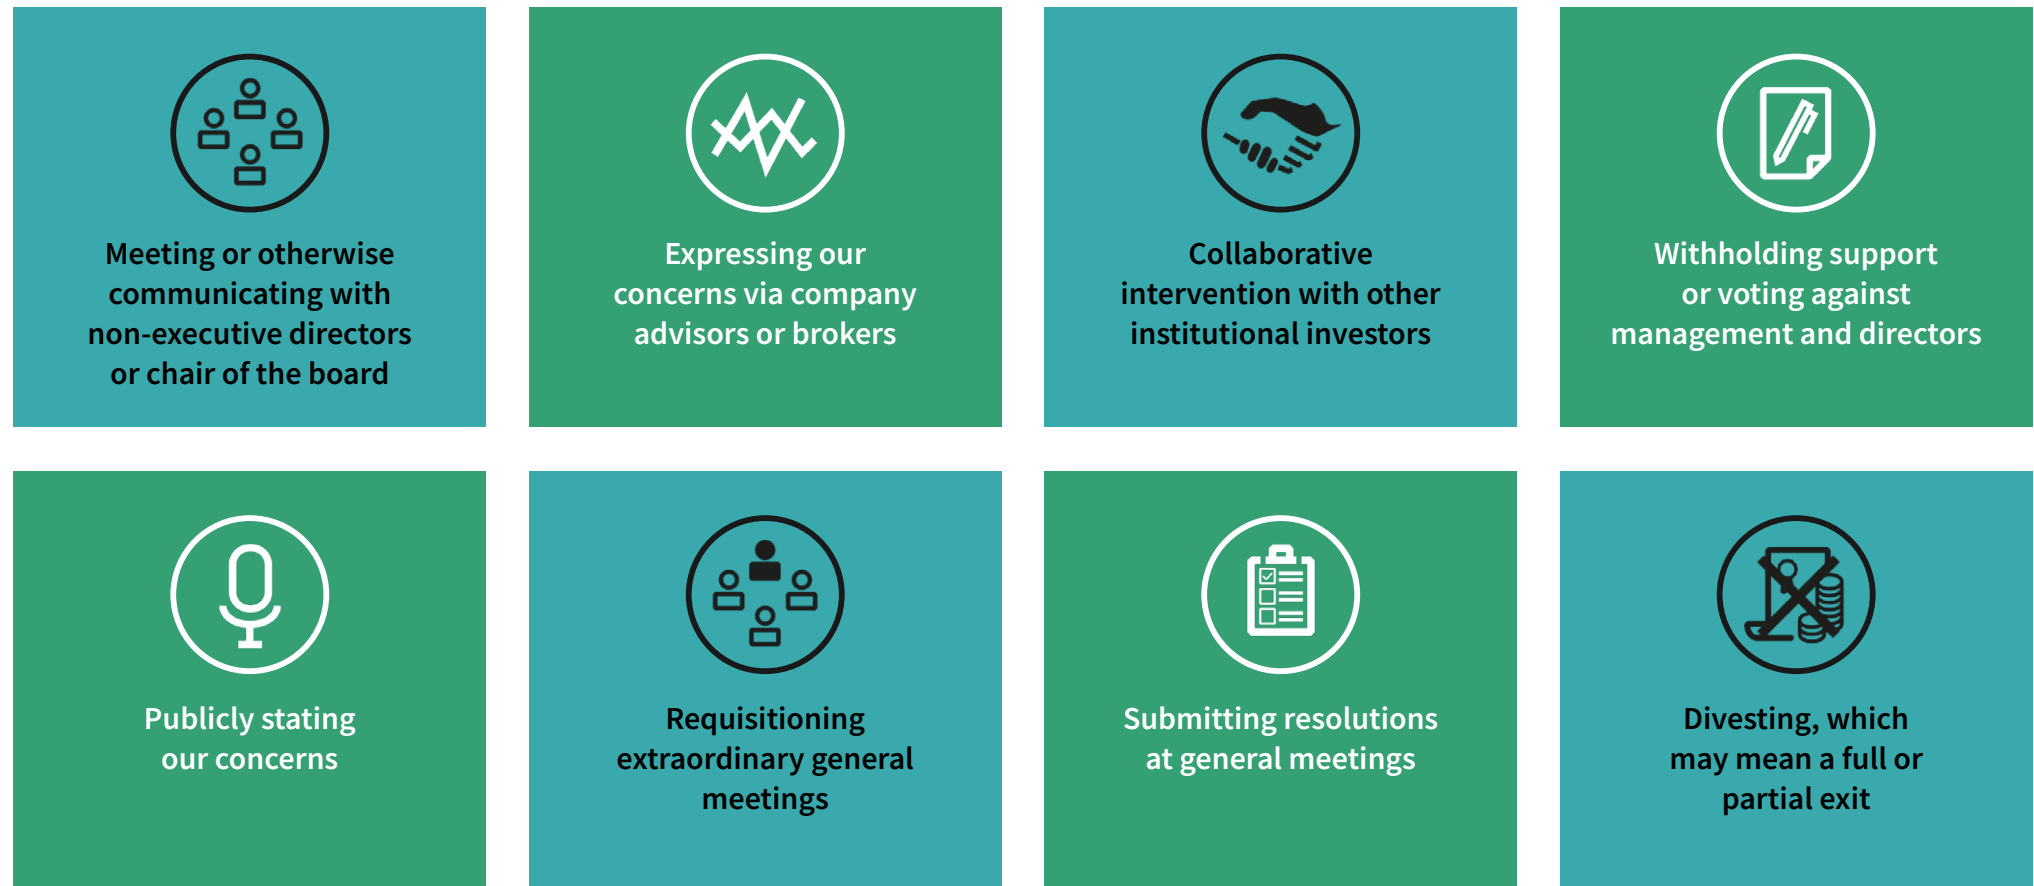 Meeting or otherwise
communicating with
non-executive directors
or chair of the board
Expressing our
concerns via company
advisors or brokers
Collaborative
intervention with other
institutional investors
Withholding support
or voting against
management and directors
Publicly stating
our concerns
Requisitioning
extraordinary general
meetings
Submitting resolutions
at general meetings
Divesting, which
may mean a full or
partial exit